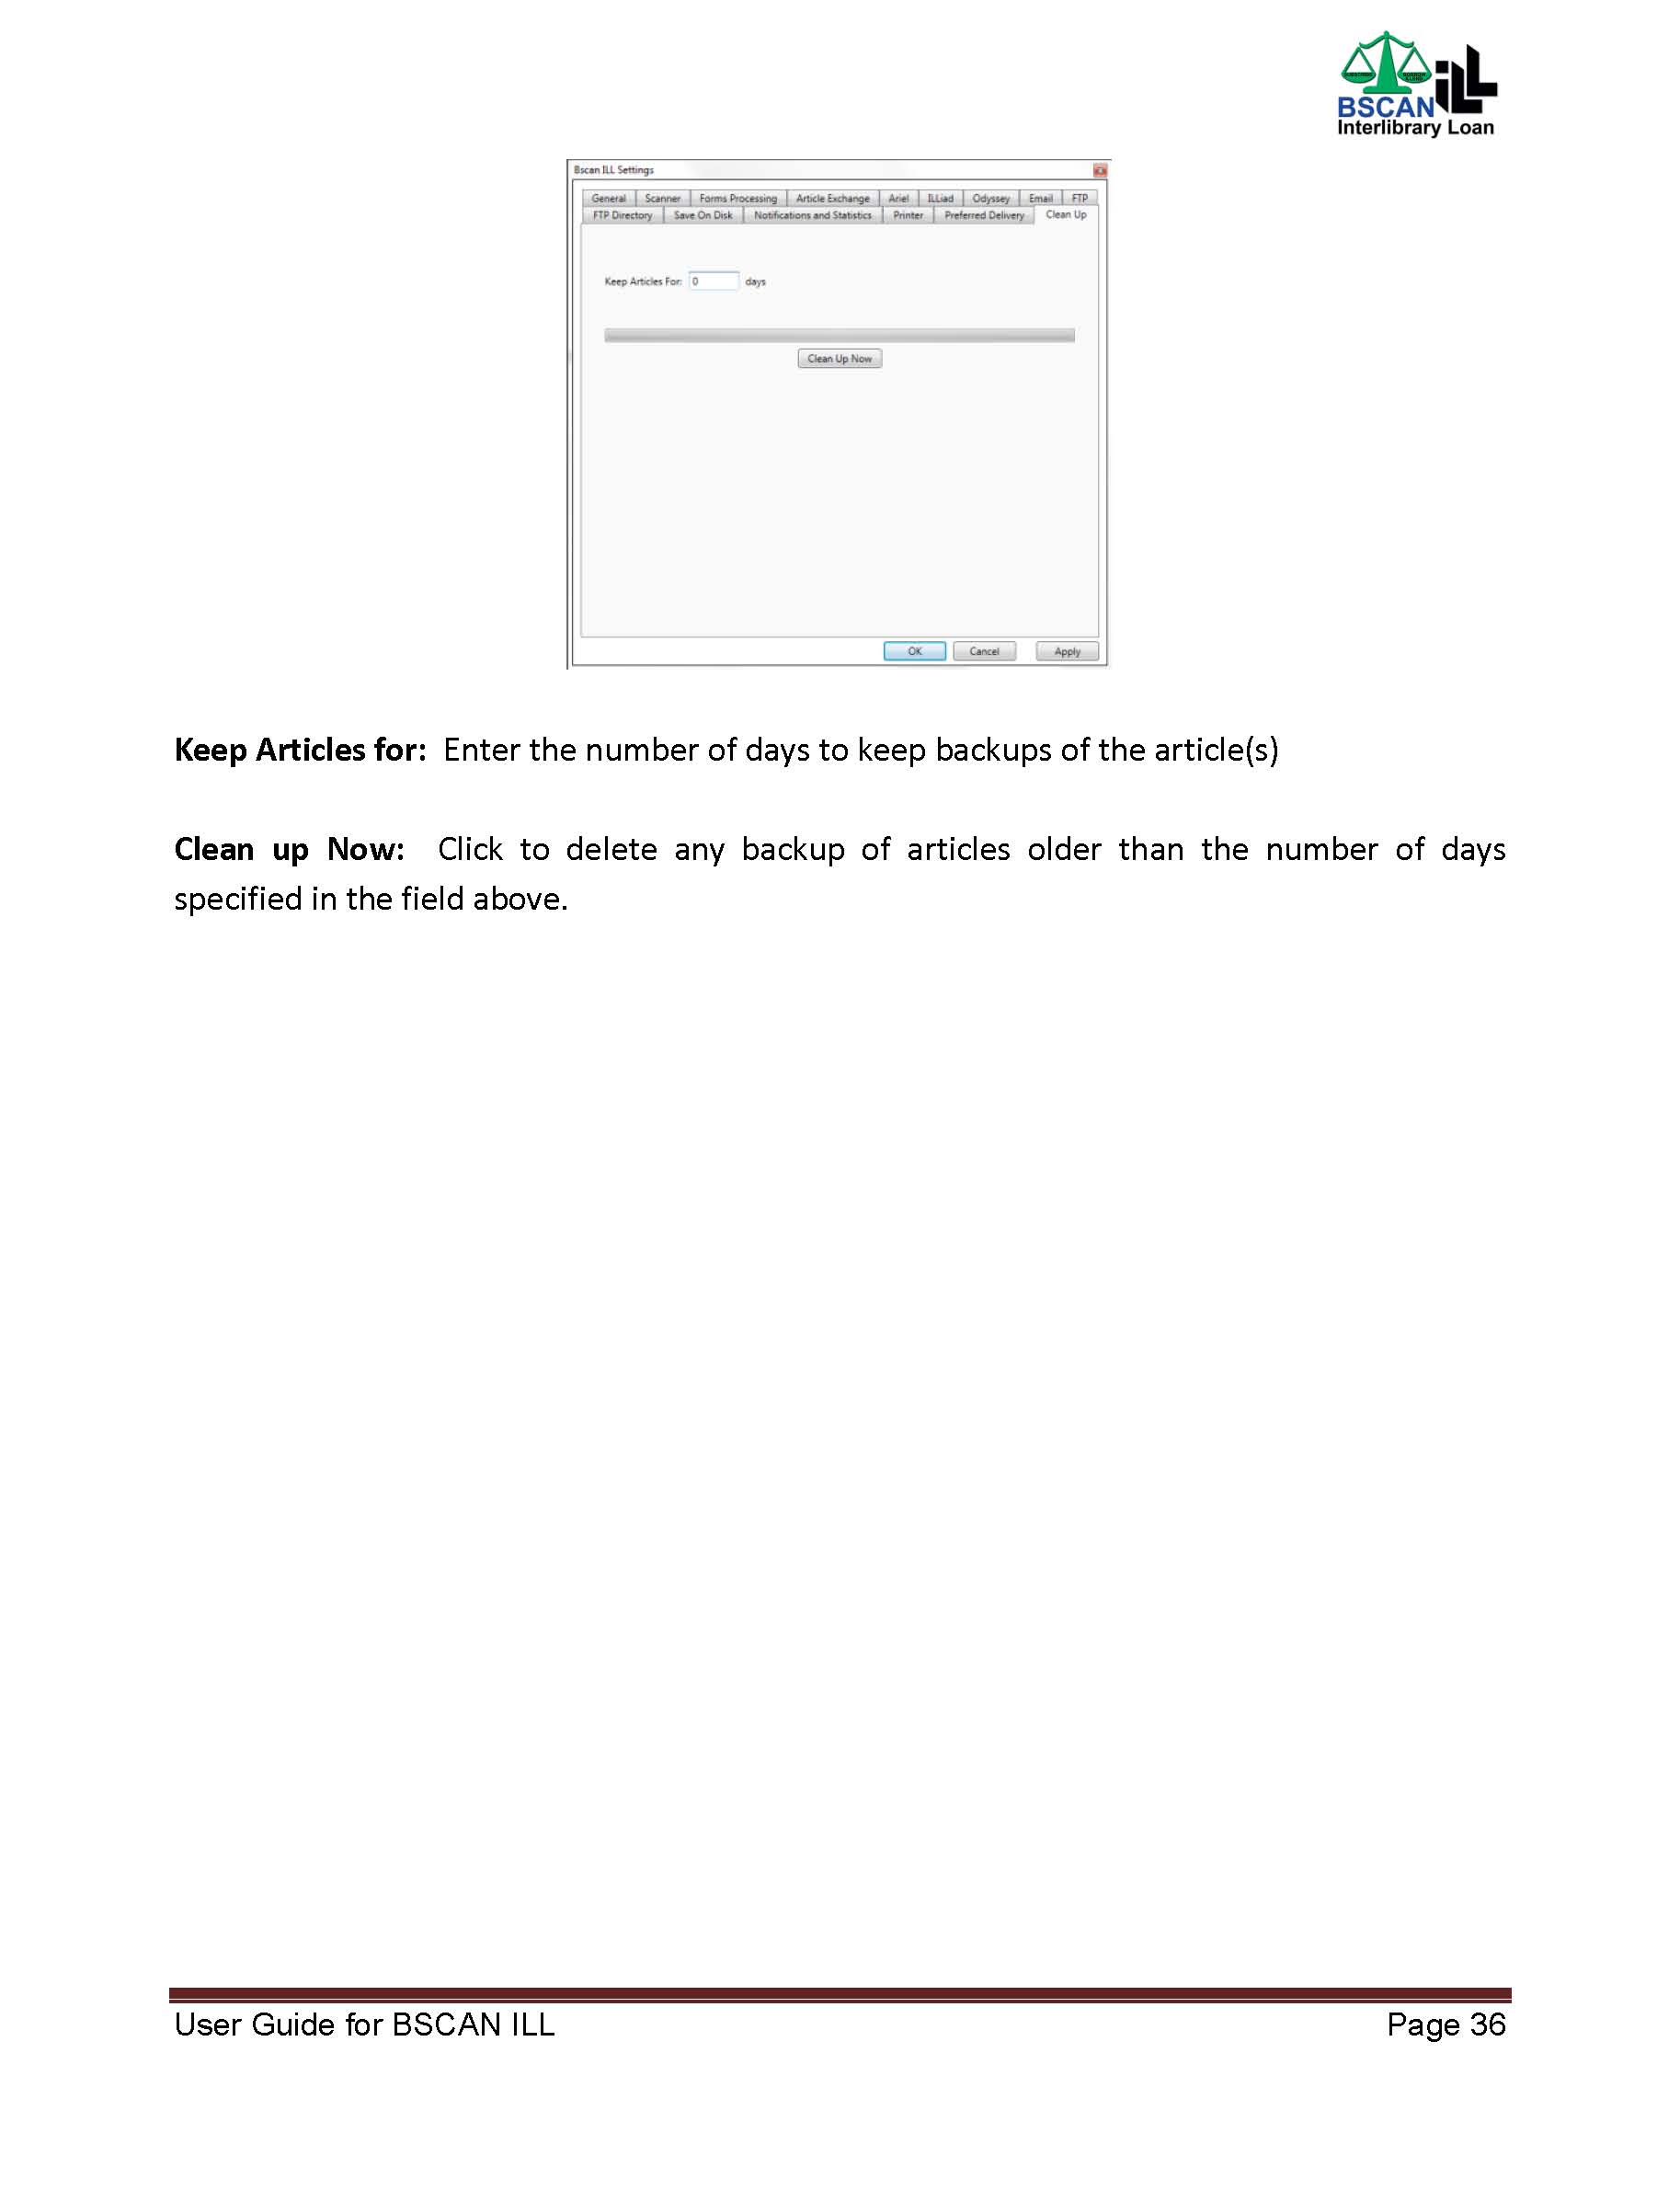 BSCAN ILL
Interlibrary Loan
Bscan ILL Settings
General Scanner Forms Processing Article Exchange Ariel ILLiad Odyssey Email FTP
FTP Directory Save On Disk Notifications and Statistics Printer Preferred Delivery Clean Up
Keep Articles For: 0 days
Clean Up Now
OK Cancel Apply
Keep Articles for: Enter the number of days to keep backups of the article(s)
Clean up Now: Click to delete any backup of articles older than the number of days
specified in the field above.
User Guide for BSCAN ILL Page 36